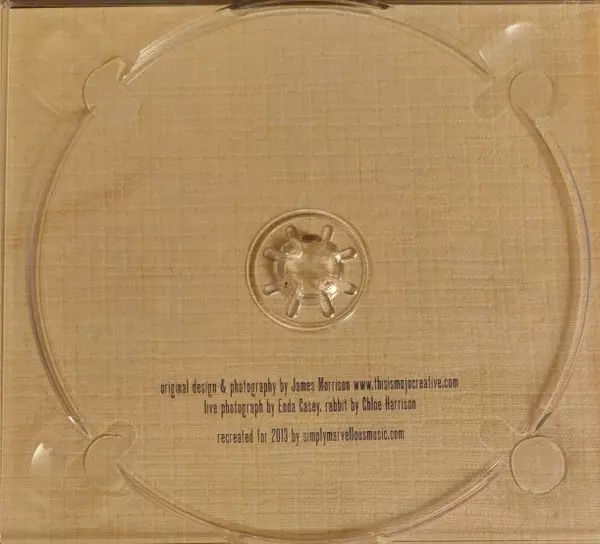 original design & photography by James Morrison www.thisismojocreative.com
live photograph by Enda Casey, rabbit by Chloe Harrison
recreated for 2013 by simplymarvellousmusic.com